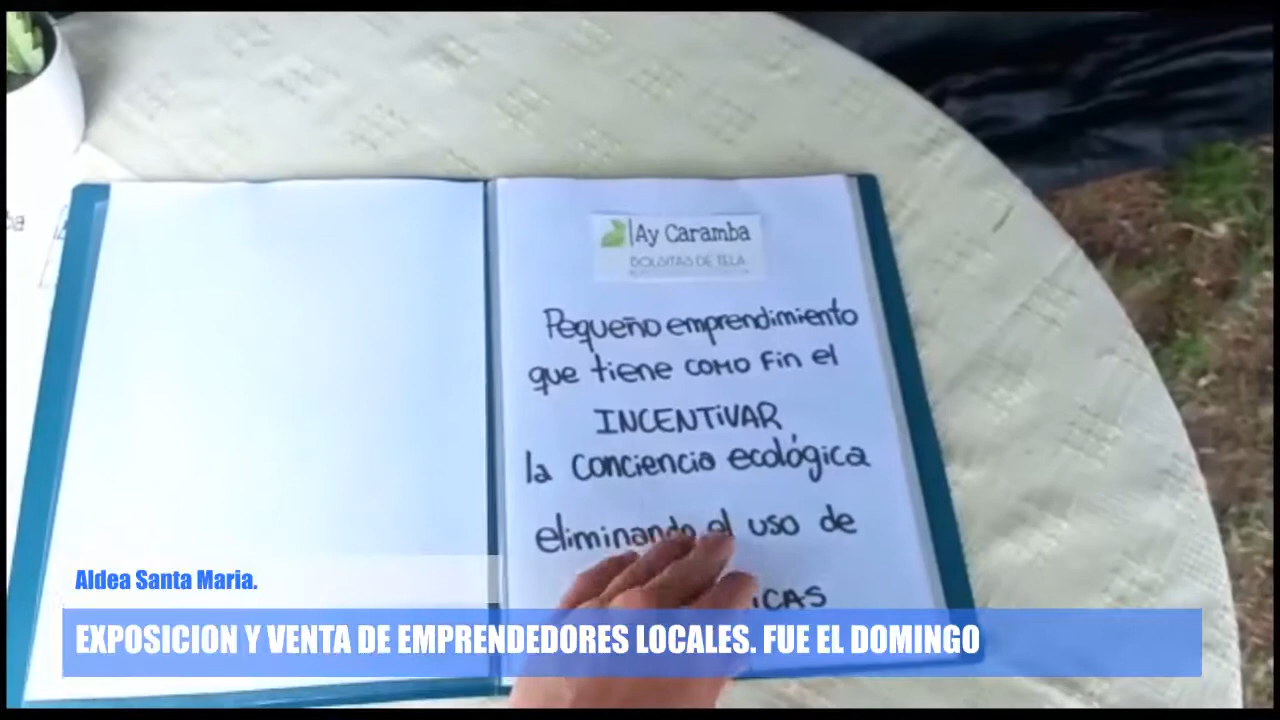 Ay Caramba
BOLSITAS DE TELA
Pequeño emprendimiento
que tiene como fin el
INCENTIVAR
la conciencia ecológica
eliminando el uso de
Aldea Santa Maria.
EXPOSICION Y VENTA DE EMPRENDEDORES LOCALES. FUE EL DOMINGO